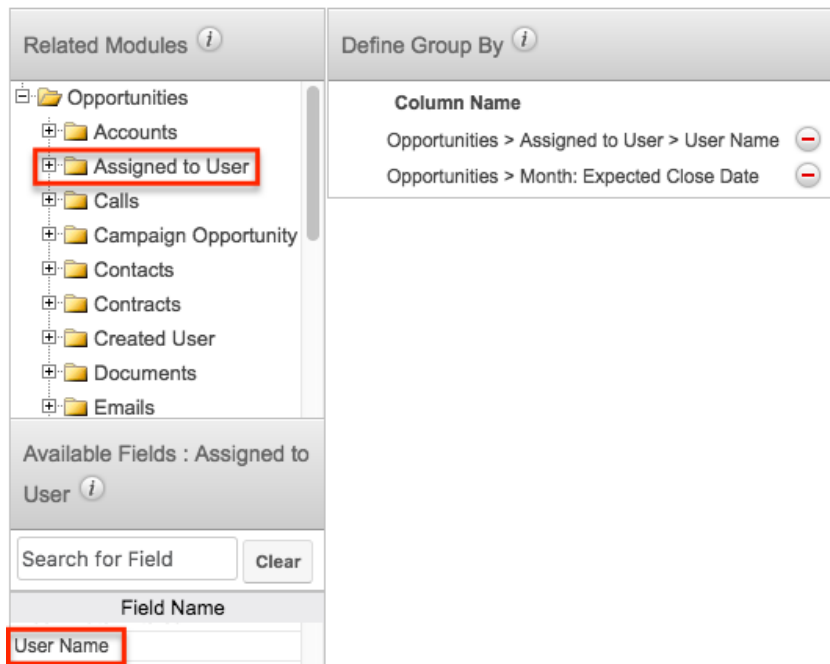 Related Modules i
Opportunities
Accounts
Assigned to User
Calls
Campaign Opportunity
Contacts
Contracts
Created User
Documents
Emails
Available Fields : Assigned to
User i
Search for Field Clear
Field Name
User Name
Define Group By i
Column Name
Opportunities > Assigned to User > User Name
Opportunities > Month: Expected Close Date